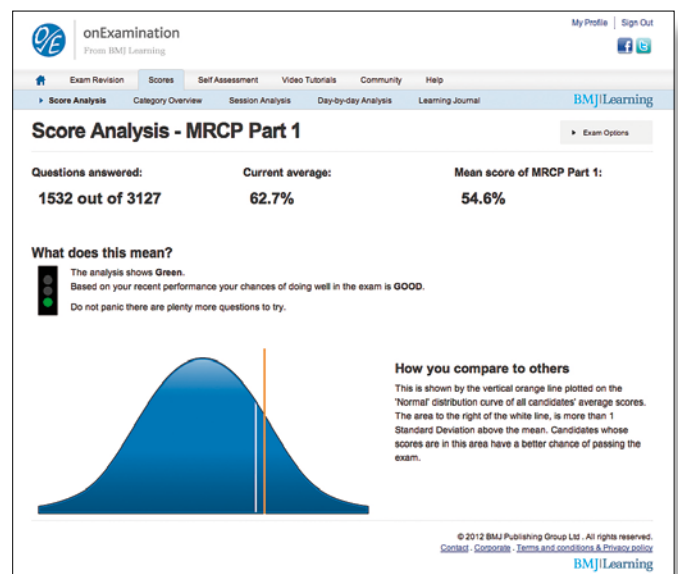 My Profile | Sign Out
O/E onExamination
From BMJ Learning
Exam Revision Scores Self Assessment Video Tutorials Community Help
Score Analysis Category Overview Session Analysis Day-by-day Analysis Learning Journal BMJ|Learning
Score Analysis - MRCP Part 1
Exam Options
Questions answered: Current average: Mean score of MRCP Part 1:
1532 out of 3127 62.7% 54.6%
What does this mean?
The analysis shows Green.
Based on your recent performance your chances of doing well in the exam is GOOD.
Do not panic there are plenty more questions to try.
How you compare to others
This is shown by the vertical orange line plotted on the
'Normal' distribution curve of all candidates' average scores.
The area to the right of the white line, is more than 1
Standard Deviation above the mean. Candidates whose
scores are in this area have a better chance of passing the
exam.
© 2012 BMJ Publishing Group Ltd . All rights reserved.
Contact . Corporate . Terms and conditions & Privacy policy
BMJ|Learning